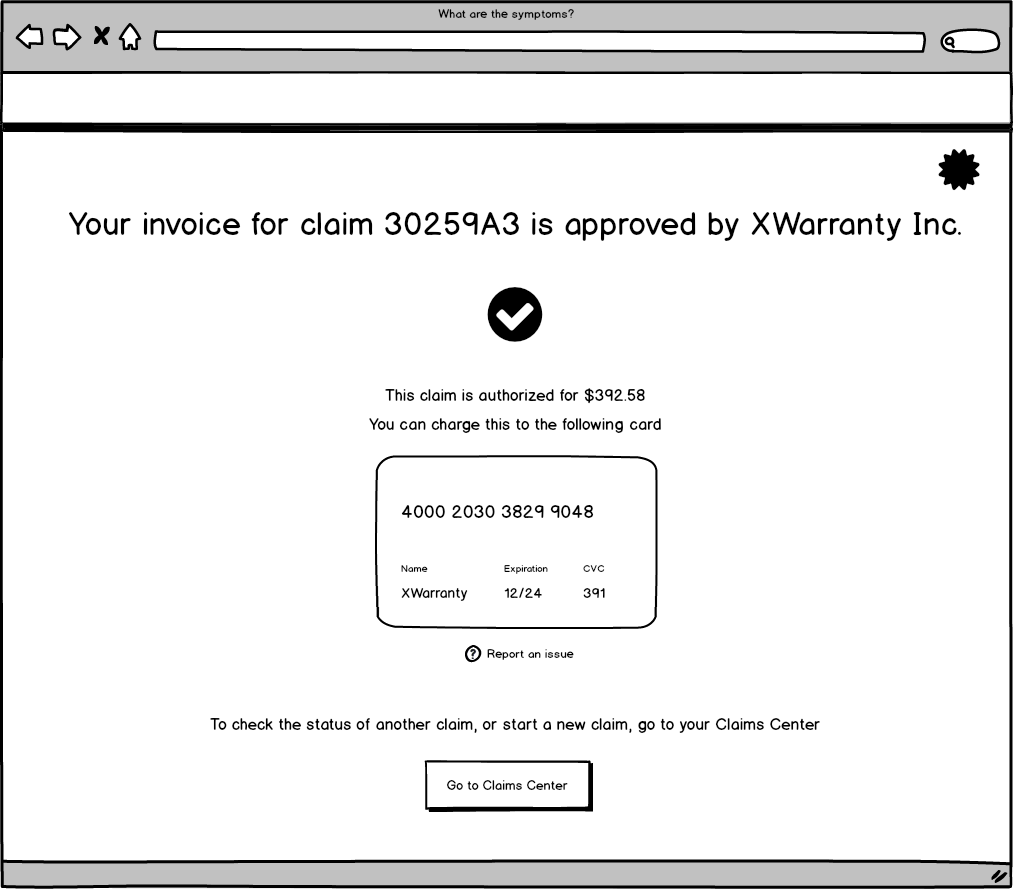 What are the symptoms?
Your invoice for claim 30259A3 is approved by XWarranty Inc.
This claim is authorized for $392.58
You can charge this to the following card
4000 2030 3829 9048
Name Expiration CVC
XWarranty 12/24 391
? Report an issue
To check the status of another claim, or start a new claim, go to your Claims Center
Go to Claims Center